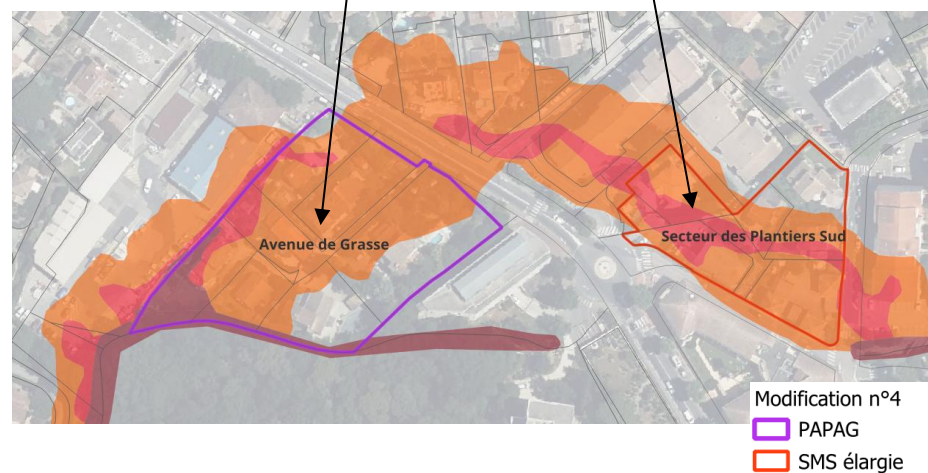 Avenue de Grasse
Secteur des Plantiers Sud
Modification n°4
PAPAG
SMS élargie